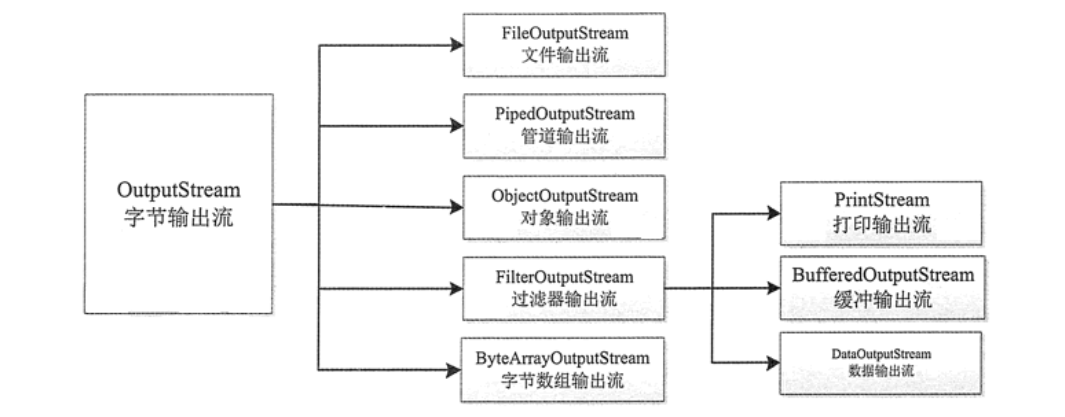 OutputStream
字节输出流
FileOutputStream
文件输出流
PipedOutputStream
管道输出流
ObjectOutputStream
对象输出流
FilterOutputStream
过滤器输出流
ByteArrayOutputStream
字节数组输出流
PrintStream
打印输出流
BufferedOutputStream
缓冲输出流
DataOutputStream
数据输出流